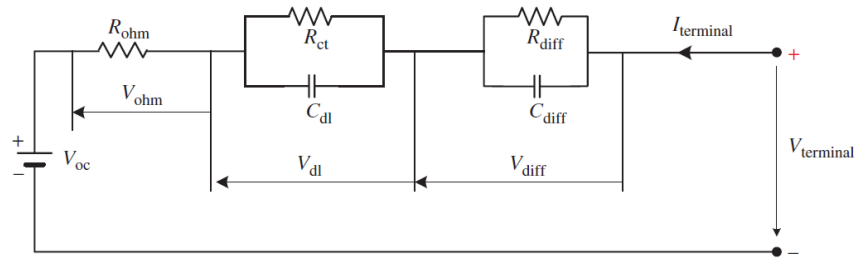 R_ohm
R_ct
R_diff
I_terminal
+
V_ohm
C_dl
C_diff
+
V_oc
−
V_dl
V_diff
V_terminal
−